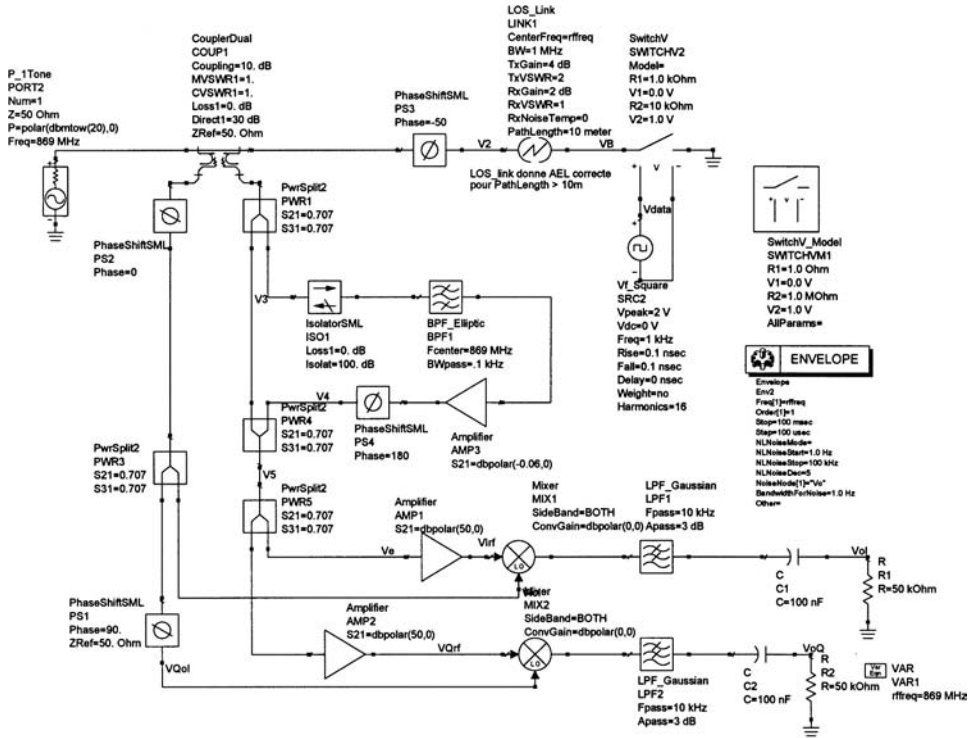 P_1Tone
PORT2
Num=1
Z=50 Ohm
P=polar(dbmtow(20),0)
Freq=869 MHz
CouplerDual
COUP1
Coupling=10. dB
MVSWR1=1.
CVSWR1=1.
Loss1=0. dB
Direct1=30 dB
ZRef=50. Ohm
PhaseShiftSML
PS3
Phase=-50
LOS_Link
LINK1
CenterFreq=rffreq
BW=1 MHz
TxGain=4 dB
TxVSWR=2
RxGain=2 dB
RxVSWR=1
RxNoiseTemp=0
PathLength=10 meter
SwitchV
SWITCHV2
Model=
R1=1.0 kOhm
V1=0.0 V
R2=10 kOhm
V2=1.0 V
V2
VB
LOS_link donne AEL correcte
pour PathLength > 10m
+ V -
Vdata
+
-
Vf_Square
SRC2
Vpeak=2 V
Vdc=0 V
Freq=1 kHz
Rise=0.1 nsec
Fall=0.1 nsec
Delay=0 nsec
Weight=no
Harmonics=16
+ v -
SwitchV_Model
SWITCHVM1
R1=1.0 Ohm
V1=0.0 V
R2=1.0 MOhm
V2=1.0 V
AllParams=
ENVELOPE
Envelope
Env2
Freq[1]=rffreq
Order[1]=1
Stop=100 msec
Step=100 usec
NLNoiseMode=
NLNoiseStart=1.0 Hz
NLNoiseStop=100 kHz
NLNoiseDec=5
NoiseNode[1]="Vo"
BandwidthForNoise=1.0 Hz
Other=
PhaseShiftSML
PS2
Phase=0
PwrSplit2
PWR1
S21=0.707
S31=0.707
V3
IsolatorSML
ISO1
Loss1=0. dB
Isolat=100. dB
BPF_Elliptic
BPF1
Fcenter=869 MHz
BWpass=.1 kHz
V4
PhaseShiftSML
PS4
Phase=180
Amplifier
AMP3
S21=dbpolar(-0.06,0)
PwrSplit2
PWR4
S21=0.707
S31=0.707
V5
PwrSplit2
PWR3
S21=0.707
S31=0.707
PwrSplit2
PWR5
S21=0.707
S31=0.707
Amplifier
AMP1
S21=dbpolar(50,0)
Ve
VIrf
Mixer
MIX1
SideBand=BOTH
ConvGain=dbpolar(0,0)
LO
LPF_Gaussian
LPF1
Fpass=10 kHz
Apass=3 dB
C
C1
C=100 nF
VoI
R
R1
R=50 kOhm
PhaseShiftSML
PS1
Phase=90.
ZRef=50. Ohm
VQol
Amplifier
AMP2
S21=dbpolar(50,0)
VQrf
Mixer
MIX2
SideBand=BOTH
ConvGain=dbpolar(0,0)
LO
LPF_Gaussian
LPF2
Fpass=10 kHz
Apass=3 dB
C
C2
C=100 nF
VoQ
R
R2
R=50 kOhm
Var
Eqn
VAR
VAR1
rffreq=869 MHz